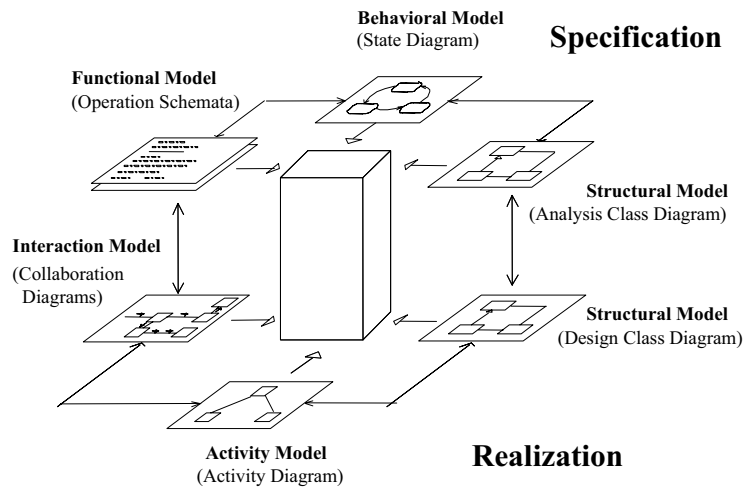 Behavioral Model
(State Diagram)
Specification
Functional Model
(Operation Schemata)
Structural Model
(Analysis Class Diagram)
Interaction Model
(Collaboration
Diagrams)
Structural Model
(Design Class Diagram)
Activity Model
(Activity Diagram)
Realization